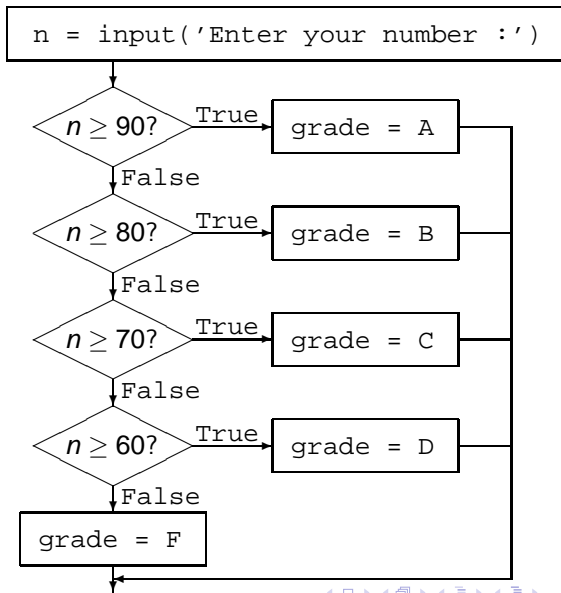 n = input('Enter your number :')
n ≥ 90?
True
grade = A
False
n ≥ 80?
True
grade = B
False
n ≥ 70?
True
grade = C
False
n ≥ 60?
True
grade = D
False
grade = F